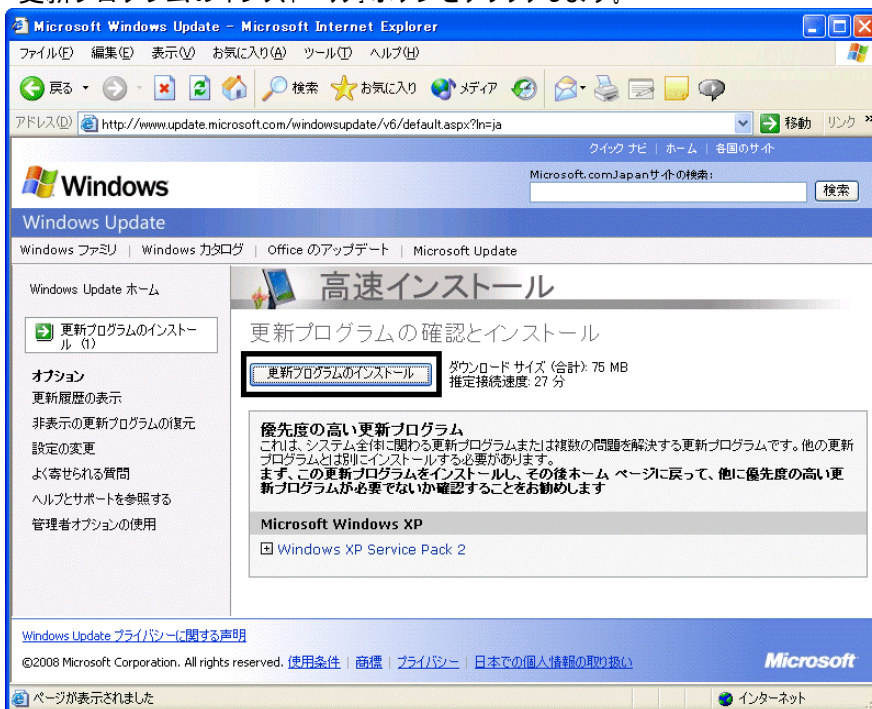 更新プログラムのインストール」ボタンをクリックします。
Microsoft Windows Update - Microsoft Internet Explorer
ファイル(F) 編集(E) 表示(V) お気に入り(A) ツール(T) ヘルプ(H)
戻る 検索 お気に入り メディア
アドレス(D) http://www.update.microsoft.com/windowsupdate/v6/default.aspx?ln=ja 移動 リンク »
クイック ナビ | ホーム | 各国のサイト
Windows
Microsoft.comJapanサイトの検索:
検索
Windows Update
Windows ファミリ | Windows カタログ | Office のアップデート | Microsoft Update
Windows Update ホーム
更新プログラムのインストー
ル (1)
オプション
更新履歴の表示
非表示の更新プログラムの復元
設定の変更
よく寄せられる質問
ヘルプとサポートを参照する
管理者オプションの使用
高速インストール
更新プログラムの確認とインストール
更新プログラムのインストール
ダウンロード サイズ (合計): 75 MB
推定接続速度: 27 分
優先度の高い更新プログラム
これは、システム全体に関わる更新プログラムまたは複数の問題を解決する更新プログラムです。他の更新
プログラムとは別にインストールする必要があります。
まず、この更新プログラムをインストールし、その後ホーム ページに戻って、他に優先度の高い更
新プログラムが必要でないか確認することをお勧めします
Microsoft Windows XP
Windows XP Service Pack 2
Windows Update プライバシーに関する声明
©2008 Microsoft Corporation. All rights reserved. 使用条件 | 商標 | プライバシー | 日本での個人情報の取り扱い
Microsoft
ページが表示されました
インターネット